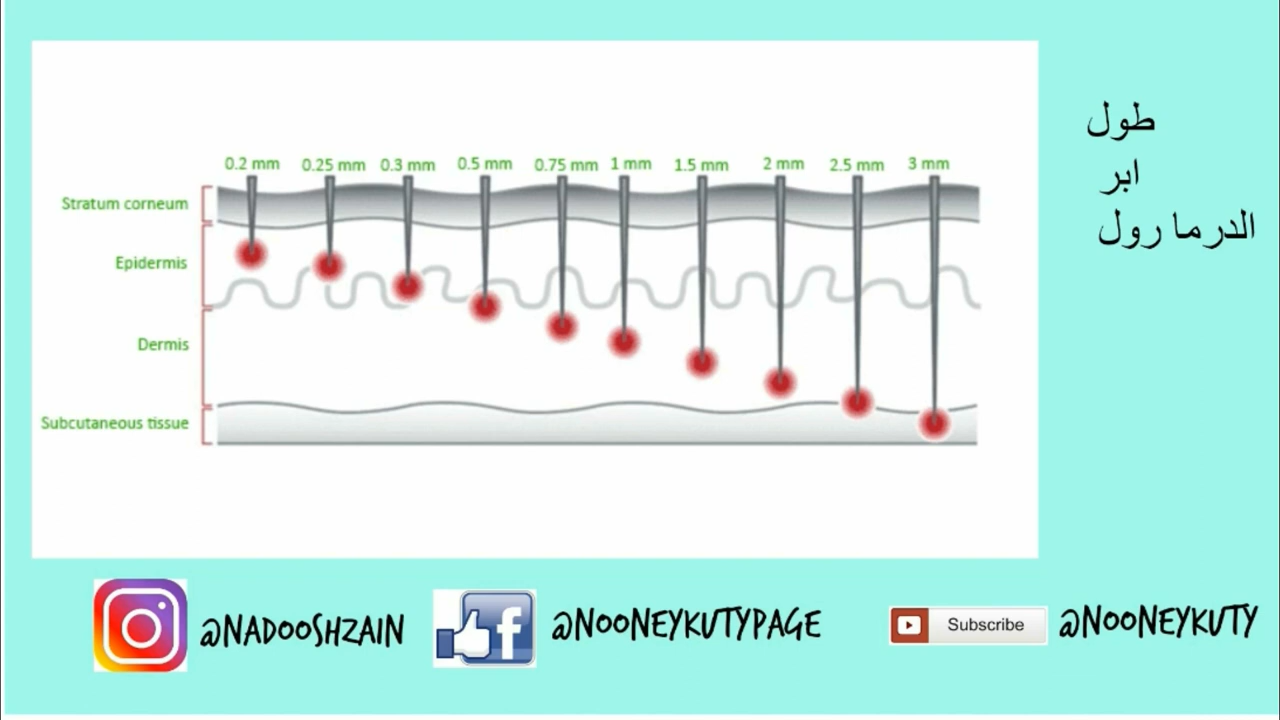 طول
ابر
الدرما رول
0.2 mm 0.25 mm 0.3 mm 0.5 mm 0.75 mm 1 mm 1.5 mm 2 mm 2.5 mm 3 mm
Stratum corneum
Epidermis
Dermis
Subcutaneous tissue
@NADOOSHZAIN
f @NOONEYKUTYPAGE
Subscribe @NOONEYKUTY